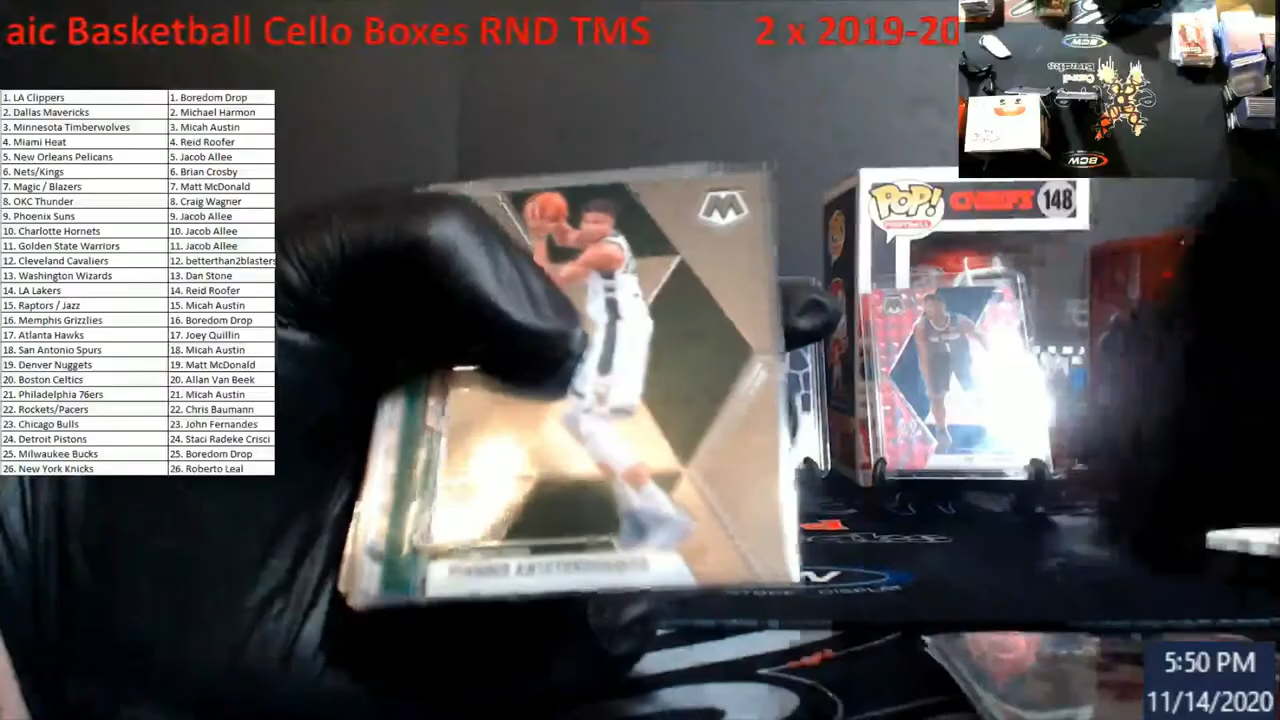 aic Basketball Cello Boxes RND TMS 2 x 2019-20
1. LA Clippers 1. Boredom Drop
2. Dallas Mavericks 2. Michael Harmon
3. Minnesota Timberwolves 3. Micah Austin
4. Miami Heat 4. Reid Roofer
5. New Orleans Pelicans 5. Jacob Allee
6. Nets/Kings 6. Brian Crosby
7. Magic / Blazers 7. Matt McDonald
8. OKC Thunder 8. Craig Wagner
9. Phoenix Suns 9. Jacob Allee
10. Charlotte Hornets 10. Jacob Allee
11. Golden State Warriors 11. Jacob Allee
12. Cleveland Cavaliers 12. betterthan2blasters
13. Washington Wizards 13. Dan Stone
14. LA Lakers 14. Reid Roofer
15. Raptors / Jazz 15. Micah Austin
16. Memphis Grizzlies 16. Boredom Drop
17. Atlanta Hawks 17. Joey Quillin
18. San Antonio Spurs 18. Micah Austin
19. Denver Nuggets 19. Matt McDonald
20. Boston Celtics 20. Allan Van Beek
21. Philadelphia 76ers 21. Micah Austin
22. Rockets/Pacers 22. Chris Baumann
23. Chicago Bulls 23. John Fernandes
24. Detroit Pistons 24. Staci Radeke Crisci
25. Milwaukee Bucks 25. Boredom Drop
26. New York Knicks 26. Roberto Leal
BCW
BCW
POP!
FOOTBALL
CHIEFS 148
M
GIANNIS ANTETOKOUNMPO
5:50 PM
11/14/2020